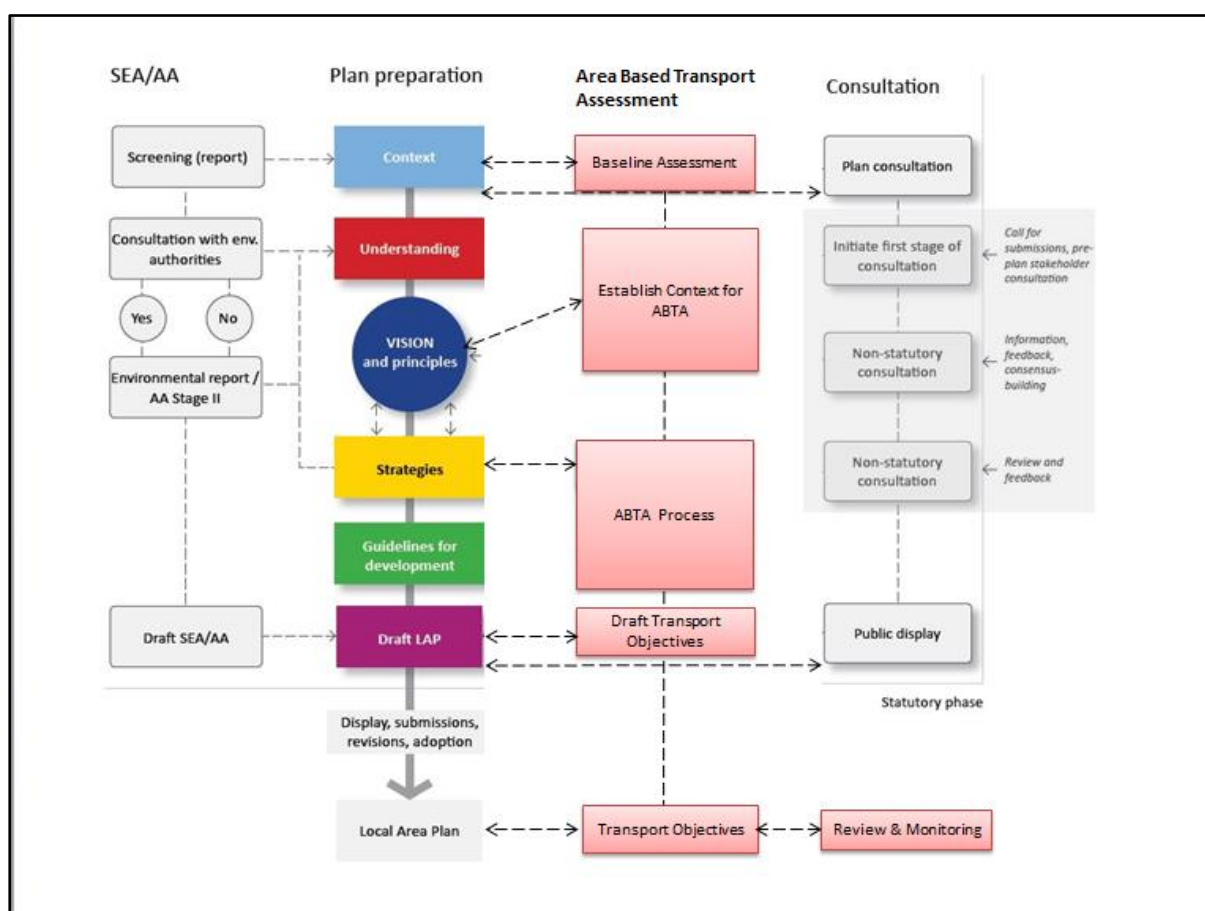 SEA/AA
Screening (report)
Consultation with env.
authorities
Yes
No
Environmental report /
AA Stage II
Draft SEA/AA
Plan preparation
Context
Understanding
VISION
and principles
Strategies
Guidelines for
development
Draft LAP
Display, submissions,
revisions, adoption
Local Area Plan
Area Based Transport
Assessment
Baseline Assessment
Establish Context for
ABTA
ABTA Process
Draft Transport
Objectives
Transport Objectives
Consultation
Plan consultation
Initiate first stage of
consultation
Call for
submissions, pre-
plan stakeholder
consultation
Non-statutory
consultation
Information,
feedback,
consensus-
building
Non-statutory
consultation
Review and
feedback
Public display
Statutory phase
Review & Monitoring